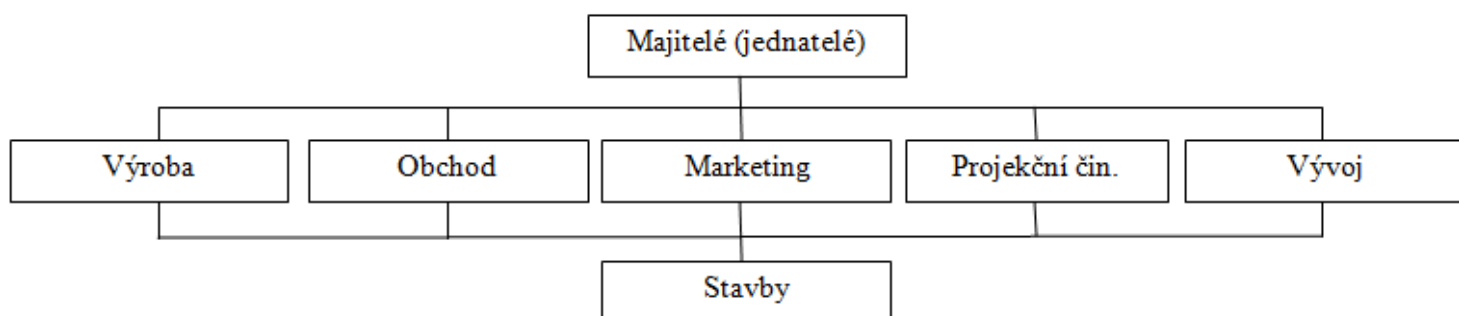 Majitelé (jednatelé)
Výroba
Obchod
Marketing
Projekční čin.
Vývoj
Stavby